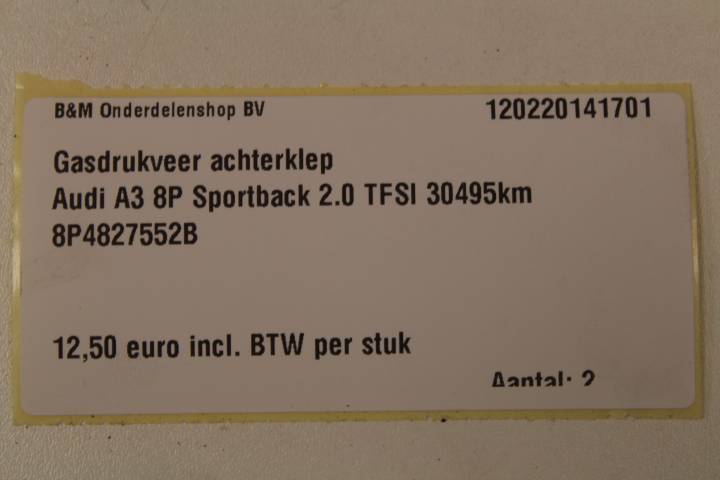 B&M Onderdelenshop BV 120220141701
Gasdrukveer achterklep
Audi A3 8P Sportback 2.0 TFSI 30495km
8P4827552B
12,50 euro incl. BTW per stuk
Aantal: 2